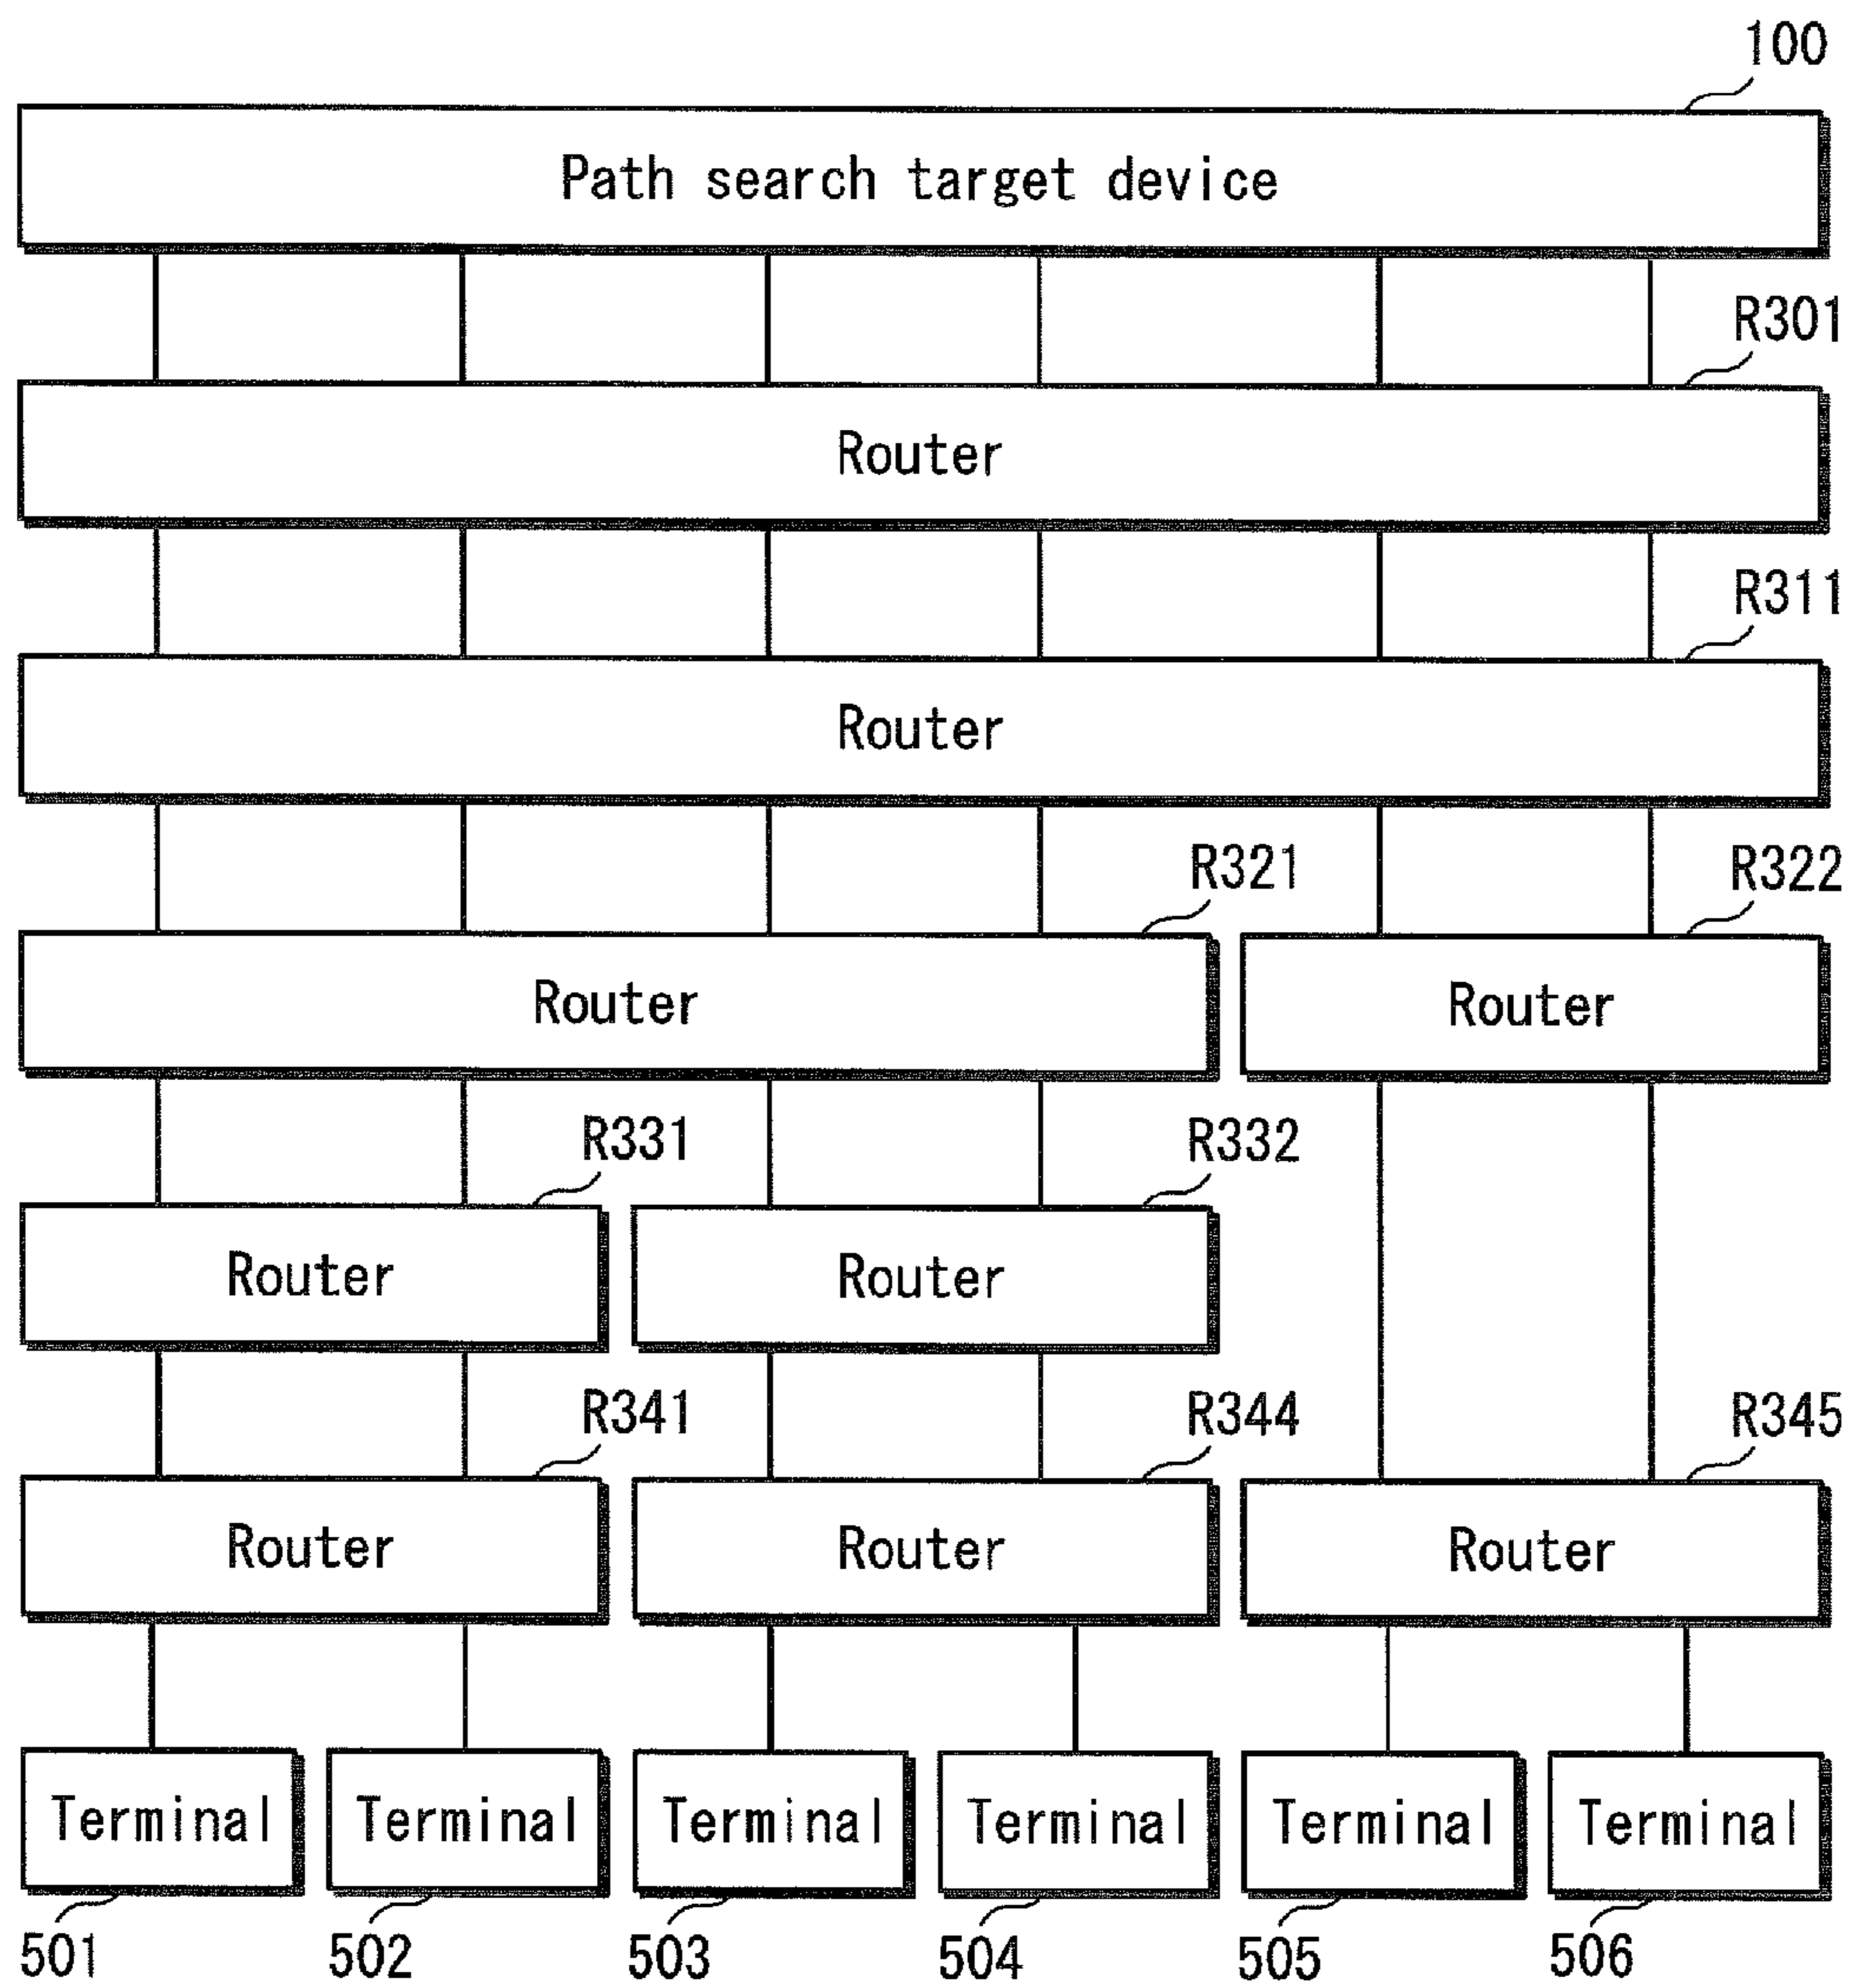 100
Path search target device
R301
Router
R311
Router
R321
R322
Router
Router
R331
R332
Router
Router
R341
R344
R345
Router
Router
Router
Terminal
Terminal
Terminal
Terminal
Terminal
Terminal
501
502
503
504
505
506